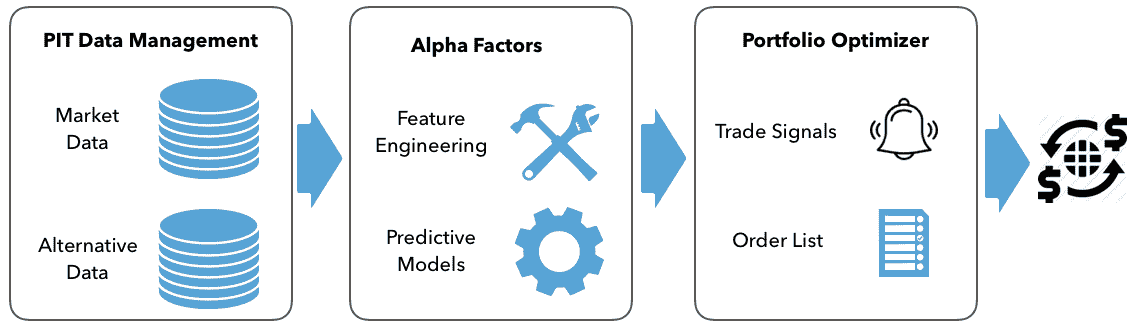 PIT Data Management
Market
Data
Alternative
Data
Alpha Factors
Feature
Engineering
Predictive
Models
Portfolio Optimizer
Trade Signals
Order List
$
$